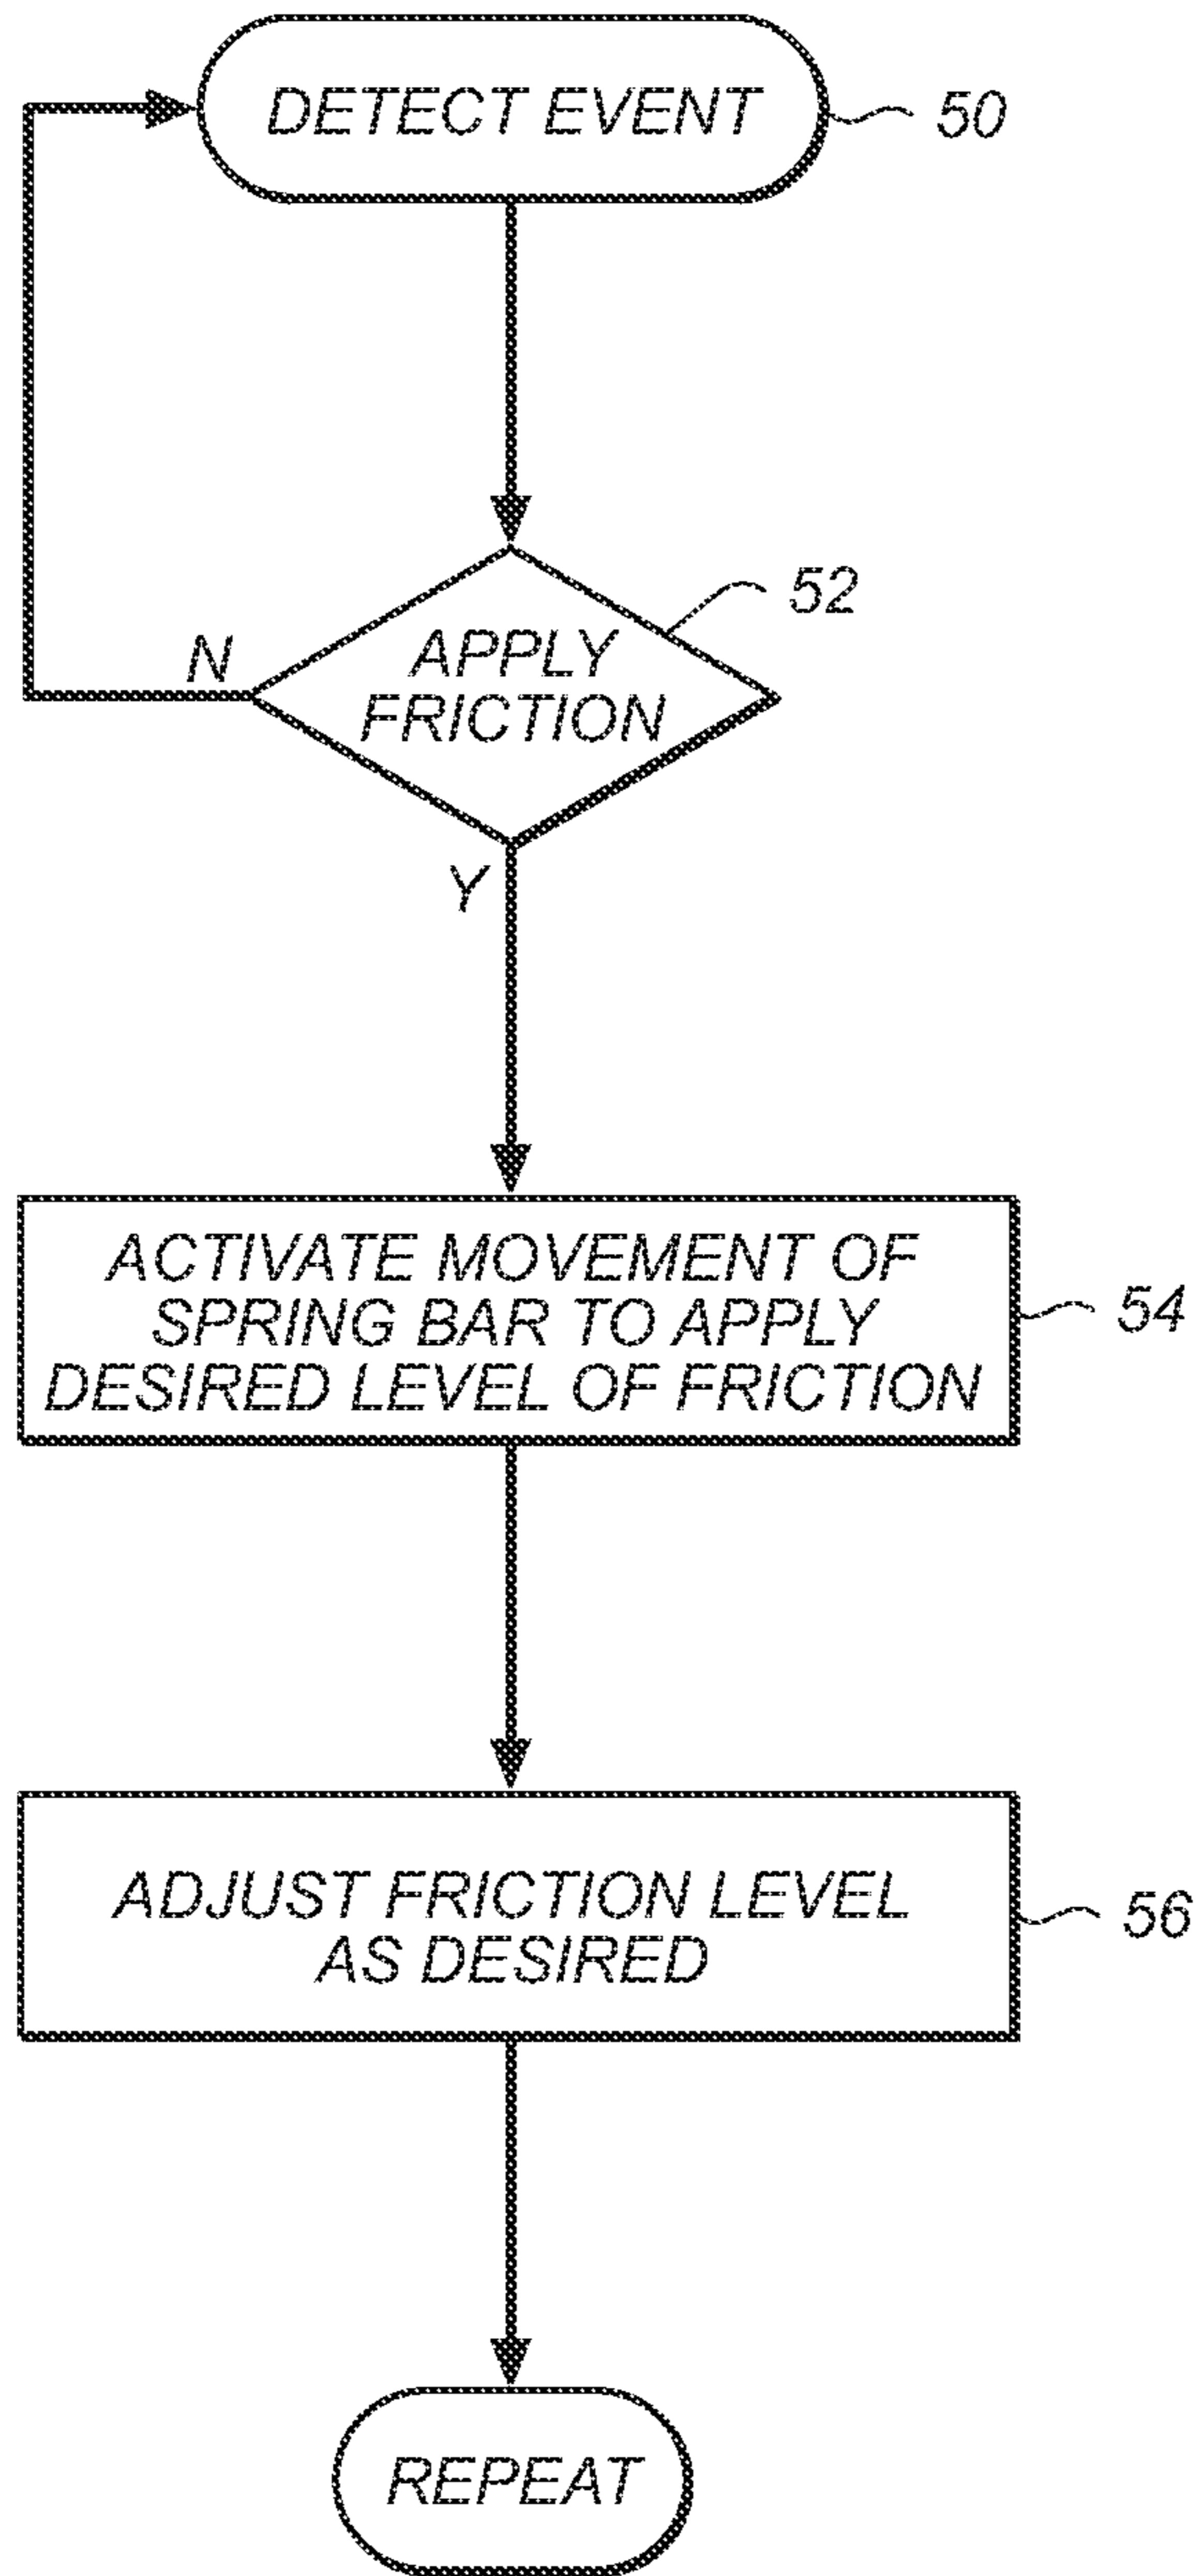 DETECT EVENT
50
52
APPLY
FRICTION
N
Y
ACTIVATE MOVEMENT OF
SPRING BAR TO APPLY
DESIRED LEVEL OF FRICTION
54
ADJUST FRICTION LEVEL
AS DESIRED
56
REPEAT